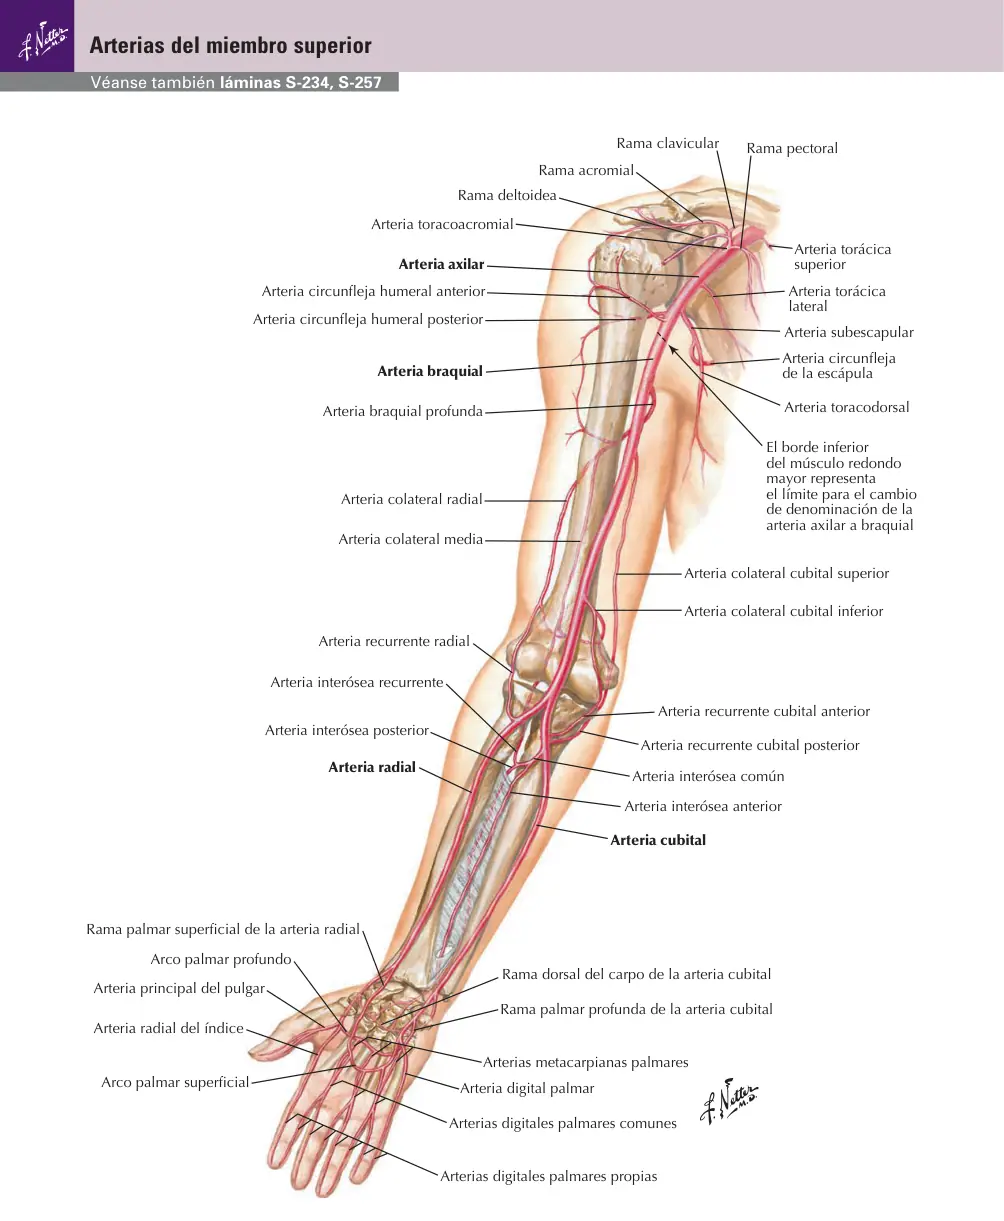 F. Netter M.D.
Arterias del miembro superior
Véanse también láminas S-234, S-257
Rama clavicular
Rama pectoral
Rama acromial
Rama deltoidea
Arteria toracoacromial
Arteria torácica
superior
Arteria axilar
Arteria circunfleja humeral anterior
Arteria torácica
lateral
Arteria circunfleja humeral posterior
Arteria subescapular
Arteria circunfleja
de la escápula
Arteria braquial
Arteria braquial profunda
Arteria toracodorsal
El borde inferior
del músculo redondo
mayor representa
el límite para el cambio
de denominación de la
arteria axilar a braquial
Arteria colateral radial
Arteria colateral media
Arteria colateral cubital superior
Arteria colateral cubital inferior
Arteria recurrente radial
Arteria interósea recurrente
Arteria recurrente cubital anterior
Arteria interósea posterior
Arteria recurrente cubital posterior
Arteria radial
Arteria interósea común
Arteria interósea anterior
Arteria cubital
Rama palmar superficial de la arteria radial
Arco palmar profundo
Rama dorsal del carpo de la arteria cubital
Arteria principal del pulgar
Rama palmar profunda de la arteria cubital
Arteria radial del índice
Arterias metacarpianas palmares
Arco palmar superficial
Arteria digital palmar
Arterias digitales palmares comunes
Arterias digitales palmares propias
F. Netter M.D.